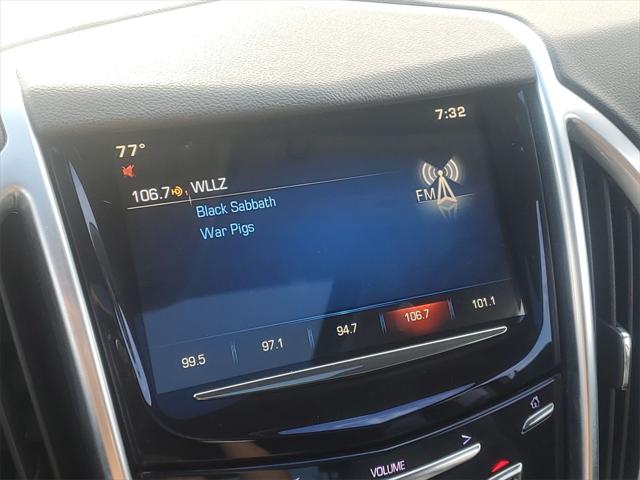 7:32
77°
106.7 1 WLLZ
FM
Black Sabbath
War Pigs
99.5 97.1 94.7 106.7 101.1
VOLUME